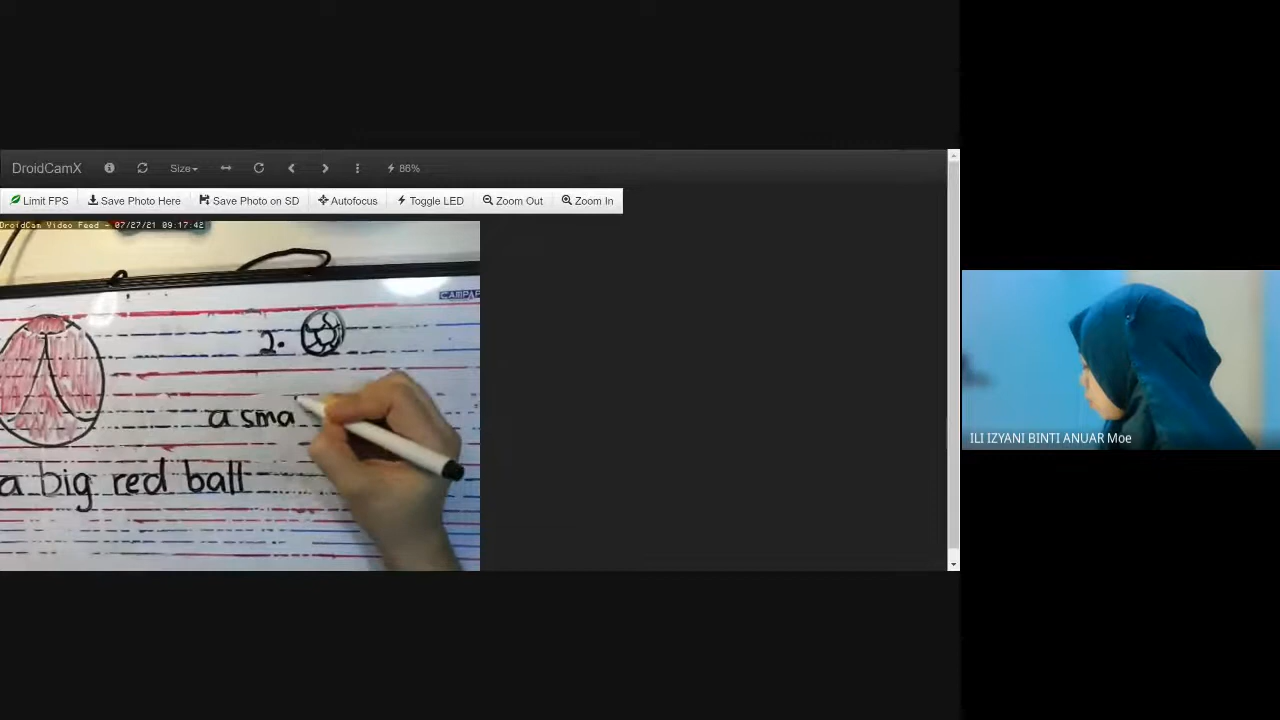 DroidCamX Size 86%
Limit FPS Save Photo Here Save Photo on SD Autofocus Toggle LED Zoom Out Zoom In
DroidCam Video Feed - 07/27/21 09:17:42
2.
a sma
a big red ball
ILI IZYANI BINTI ANUAR Moe